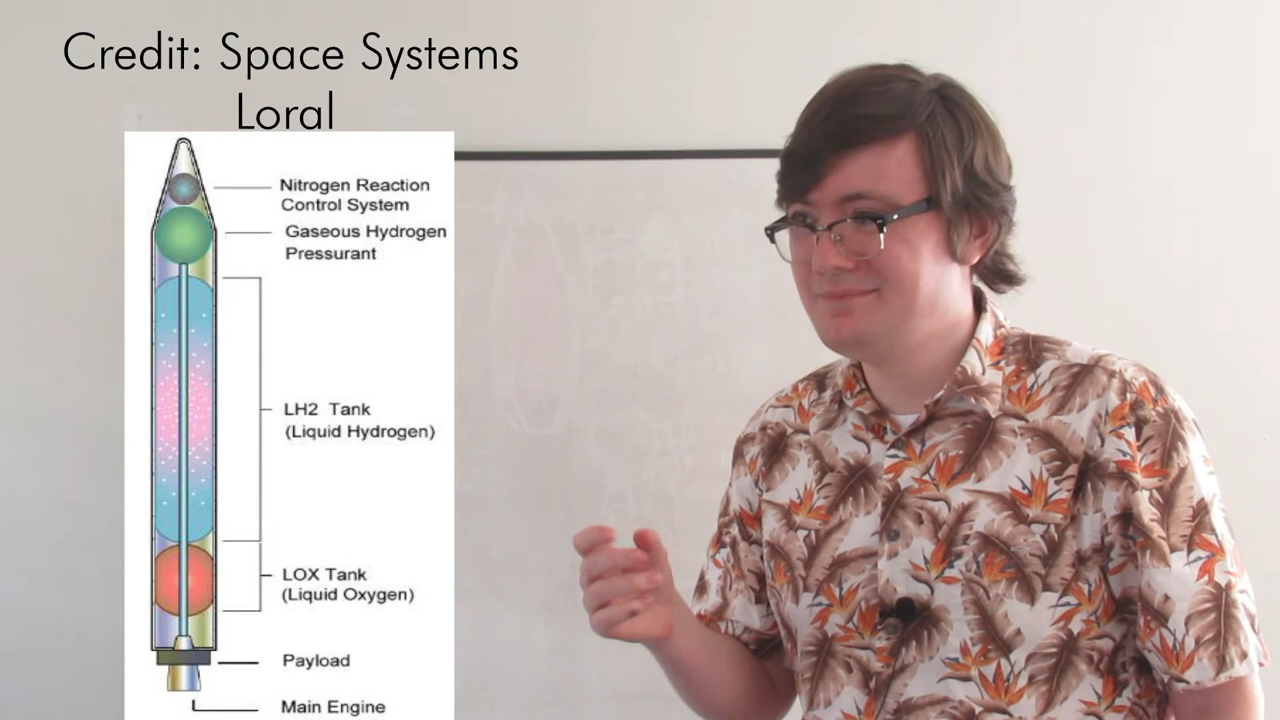 Credit: Space Systems
Loral
Nitrogen Reaction
Control System
Gaseous Hydrogen
Pressurant
LH2 Tank
(Liquid Hydrogen)
LOX Tank
(Liquid Oxygen)
Payload
Main Engine